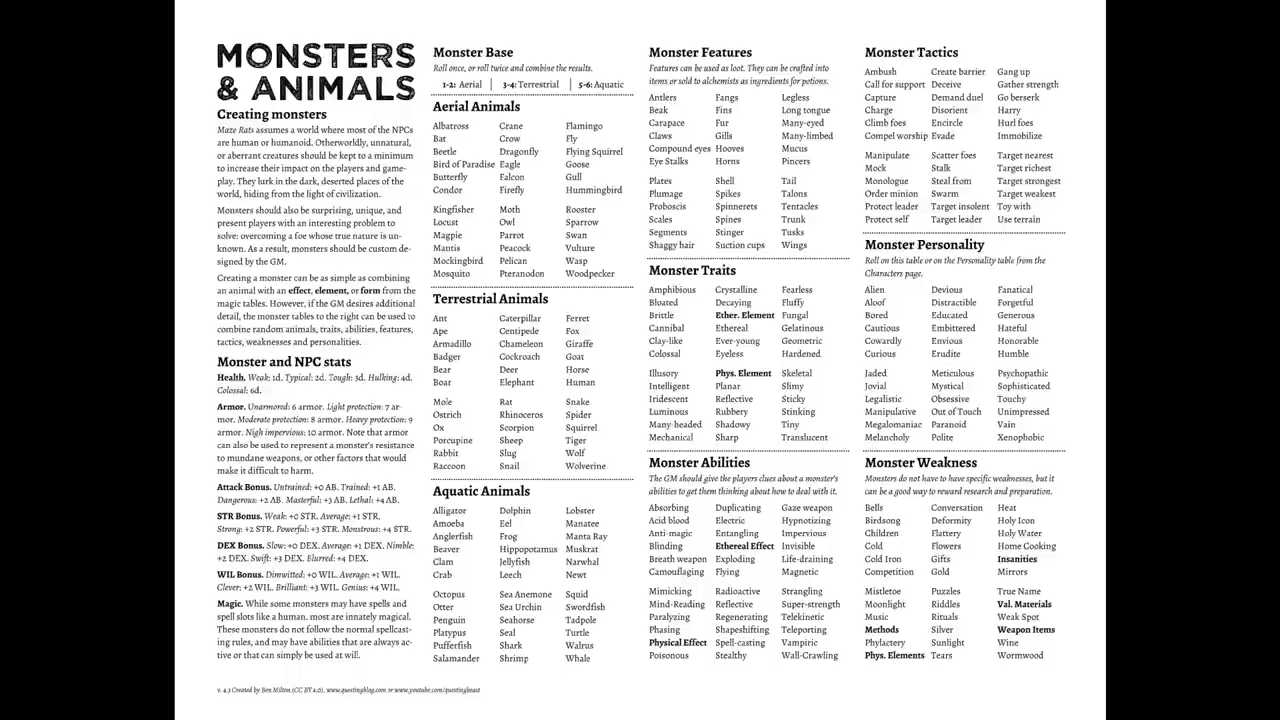 MONSTERS
& ANIMALS
Creating monsters
Maze Rats assumes a world where most of the NPCs
are human or humanoid. Otherworldly, unnatural,
or aberrant creatures should be kept to a minimum
to increase their impact on the players and game-
play. They lurk in the dark, deserted places of the
world, hiding from the light of civilization.
Monsters should also be surprising, unique, and
present players with an interesting problem to
solve: overcoming a foe whose true nature is un-
known. As a result, monsters should be custom de-
signed by the GM.
Creating a monster can be as simple as combining
an animal with an effect, element, or form from the
magic tables. However, if the GM desires additional
detail, the monster tables to the right can be used to
combine random animals, traits, abilities, features,
tactics, weaknesses and personalities.
Monster and NPC stats
Health. Weak: 1d. Typical: 2d. Tough: 3d. Hulking: 4d.
Colossal: 6d.
Armor. Unarmored: 6 armor. Light protection: 7 ar-
mor. Moderate protection: 8 armor. Heavy protection: 9
armor. Nigh impervious: 10 armor. Note that armor
can also be used to represent a monster's resistance
to mundane weapons, or other factors that would
make it difficult to harm.
Attack Bonus. Untrained: +0 AB. Trained: +1 AB.
Dangerous: +2 AB. Masterful: +3 AB. Lethal: +4 AB.
STR Bonus. Weak: +0 STR. Average: +1 STR.
Strong: +2 STR. Powerful: +3 STR. Monstrous: +4 STR.
DEX Bonus. Slow: +0 DEX. Average: +1 DEX. Nimble:
+2 DEX. Swift: +3 DEX. Blurred: +4 DEX.
WIL Bonus. Dimwitted: +0 WIL. Average: +1 WIL.
Clever: +2 WIL. Brilliant: +3 WIL. Genius: +4 WIL.
Magic. While some monsters may have spells and
spell slots like a human. most are innately magical.
These monsters do not follow the normal spellcast-
ing rules, and may have abilities that are always ac-
tive or that can simply be used at will.
v. 4.3 Created by Ben Milton (CC BY 4.0), www.questingblog.com or www.youtube.com/questingbeast
Monster Base
Roll once, or roll twice and combine the results.
1-2: Aerial 3-4: Terrestrial 5-6: Aquatic
Aerial Animals
Albatross Crane Flamingo
Bat Crow Fly
Beetle Dragonfly Flying Squirrel
Bird of Paradise Eagle Goose
Butterfly Falcon Gull
Condor Firefly Hummingbird
Kingfisher Moth Rooster
Locust Owl Sparrow
Magpie Parrot Swan
Mantis Peacock Vulture
Mockingbird Pelican Wasp
Mosquito Pteranodon Woodpecker
Terrestrial Animals
Ant Caterpillar Ferret
Ape Centipede Fox
Armadillo Chameleon Giraffe
Badger Cockroach Goat
Bear Deer Horse
Boar Elephant Human
Mole Rat Snake
Ostrich Rhinoceros Spider
Ox Scorpion Squirrel
Porcupine Sheep Tiger
Rabbit Slug Wolf
Raccoon Snail Wolverine
Aquatic Animals
Alligator Dolphin Lobster
Amoeba Eel Manatee
Anglerfish Frog Manta Ray
Beaver Hippopotamus Muskrat
Clam Jellyfish Narwhal
Crab Leech Newt
Octopus Sea Anemone Squid
Otter Sea Urchin Swordfish
Penguin Seahorse Tadpole
Platypus Seal Turtle
Pufferfish Shark Walrus
Salamander Shrimp Whale
Monster Features
Features can be used as loot. They can be crafted into
items or sold to alchemists as ingredients for potions.
Antlers Fangs Legless
Beak Fins Long tongue
Carapace Fur Many-eyed
Claws Gills Many-limbed
Compound eyes Hooves Mucus
Eye Stalks Horns Pincers
Plates Shell Tail
Plumage Spikes Talons
Proboscis Spinnerets Tentacles
Scales Spines Trunk
Segments Stinger Tusks
Shaggy hair Suction cups Wings
Monster Traits
Amphibious Crystalline Fearless
Bloated Decaying Fluffy
Brittle Ether. Element Fungal
Cannibal Ethereal Gelatinous
Clay-like Ever-young Geometric
Colossal Eyeless Hardened
Illusory Phys. Element Skeletal
Intelligent Planar Slimy
Iridescent Reflective Sticky
Luminous Rubbery Stinking
Many-headed Shadowy Tiny
Mechanical Sharp Translucent
Monster Abilities
The GM should give the players clues about a monster's
abilities to get them thinking about how to deal with it.
Absorbing Duplicating Gaze weapon
Acid blood Electric Hypnotizing
Anti-magic Entangling Impervious
Blinding Ethereal Effect Invisible
Breath weapon Exploding Life-draining
Camouflaging Flying Magnetic
Mimicking Radioactive Strangling
Mind-Reading Reflective Super-strength
Paralyzing Regenerating Telekinetic
Phasing Shapeshifting Teleporting
Physical Effect Spell-casting Vampiric
Poisonous Stealthy Wall-Crawling
Monster Tactics
Ambush Create barrier Gang up
Call for support Deceive Gather strength
Capture Demand duel Go berserk
Charge Disorient Harry
Climb foes Encircle Hurl foes
Compel worship Evade Immobilize
Manipulate Scatter foes Target nearest
Mock Stalk Target richest
Monologue Steal from Target strongest
Order minion Swarm Target weakest
Protect leader Target insolent Toy with
Protect self Target leader Use terrain
Monster Personality
Roll on this table or on the Personality table from the
Characters page.
Alien Devious Fanatical
Aloof Distractible Forgetful
Bored Educated Generous
Cautious Embittered Hateful
Cowardly Envious Honorable
Curious Erudite Humble
Jaded Meticulous Psychopathic
Jovial Mystical Sophisticated
Legalistic Obsessive Touchy
Manipulative Out of Touch Unimpressed
Megalomaniac Paranoid Vain
Melancholy Polite Xenophobic
Monster Weakness
Monsters do not have to have specific weaknesses, but it
can be a good way to reward research and preparation.
Bells Conversation Heat
Birdsong Deformity Holy Icon
Children Flattery Holy Water
Cold Flowers Home Cooking
Cold Iron Gifts Insanities
Competition Gold Mirrors
Mistletoe Puzzles True Name
Moonlight Riddles Val. Materials
Music Rituals Weak Spot
Methods Silver Weapon Items
Phylactery Sunlight Wine
Phys. Elements Tears Wormwood